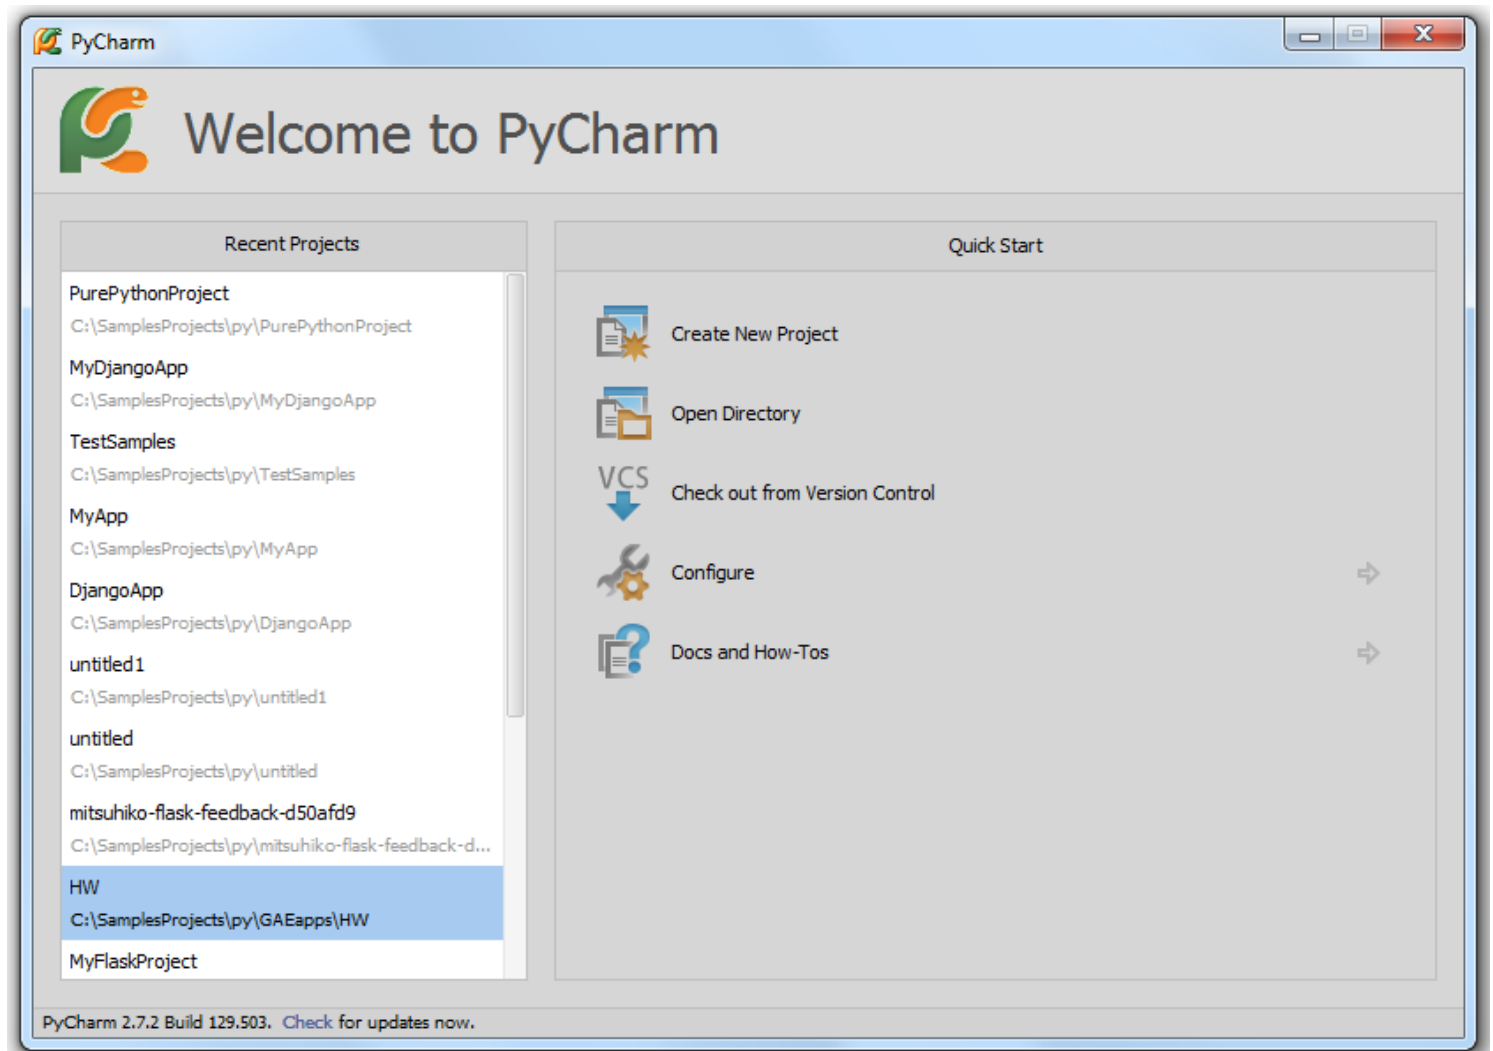 PyCharm
Welcome to PyCharm
Recent Projects
PurePythonProject
C:\SamplesProjects\py\PurePythonProject
MyDjangoApp
C:\SamplesProjects\py\MyDjangoApp
TestSamples
C:\SamplesProjects\py\TestSamples
MyApp
C:\SamplesProjects\py\MyApp
DjangoApp
C:\SamplesProjects\py\DjangoApp
untitled1
C:\SamplesProjects\py\untitled1
untitled
C:\SamplesProjects\py\untitled
mitsuhiko-flask-feedback-d50afd9
C:\SamplesProjects\py\mitsuhiko-flask-feedback-d...
HW
C:\SamplesProjects\py\GAEapps\HW
MyFlaskProject
Quick Start
Create New Project
Open Directory
VCS
Check out from Version Control
Configure
Docs and How-Tos
PyCharm 2.7.2 Build 129.503. Check for updates now.